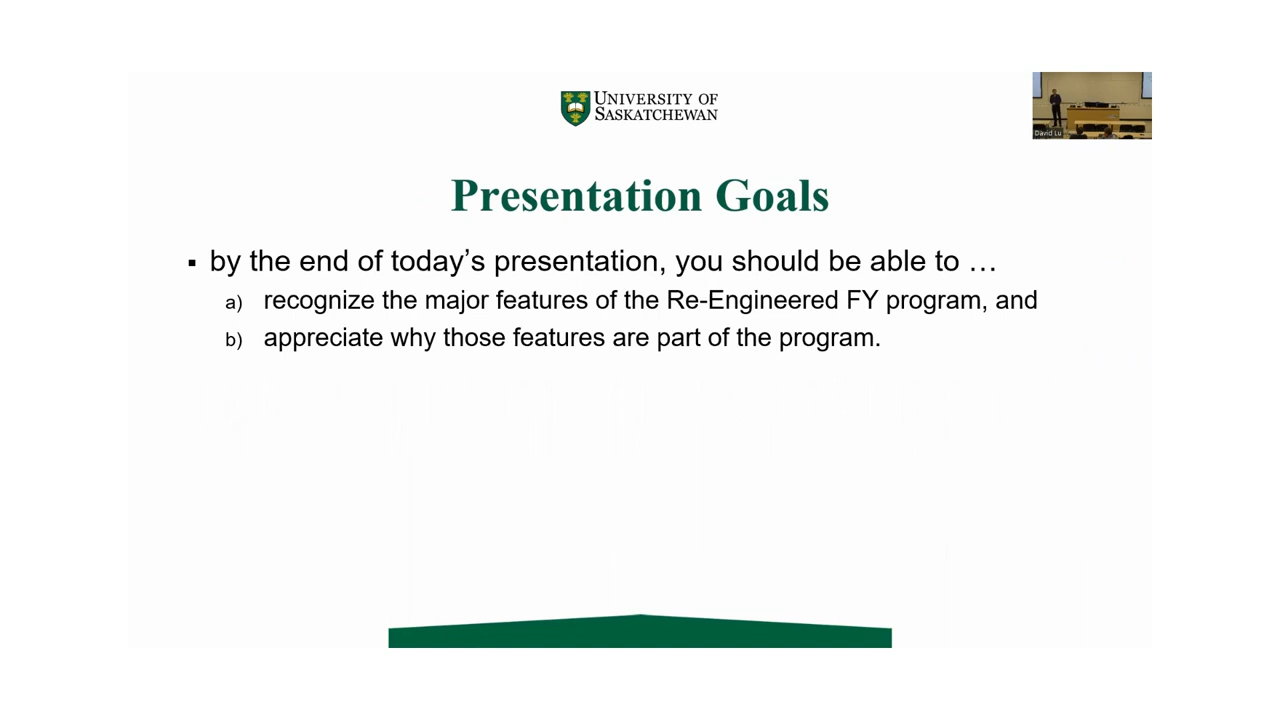 UNIVERSITY OF
SASKATCHEWAN
David Lu
Presentation Goals
▪ by the end of today’s presentation, you should be able to …
a) recognize the major features of the Re-Engineered FY program, and
b) appreciate why those features are part of the program.